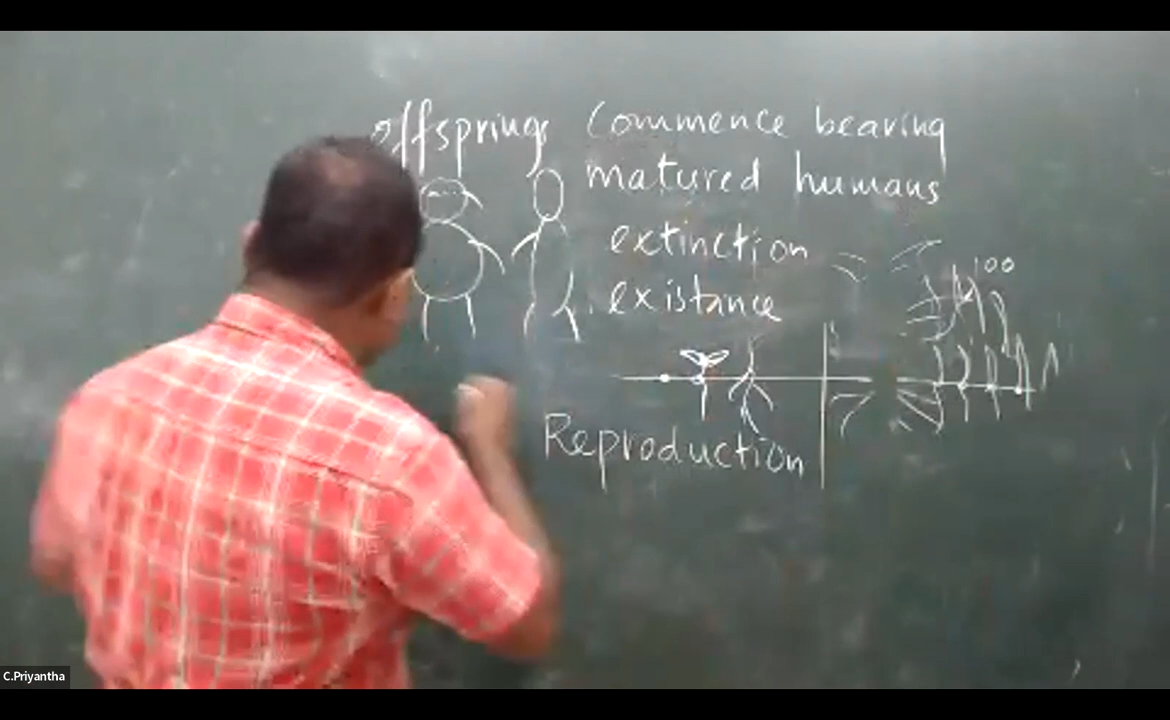 offsprings Commence bearing
matured humans
extinction
existance
100
Reproduction
C.Priyantha